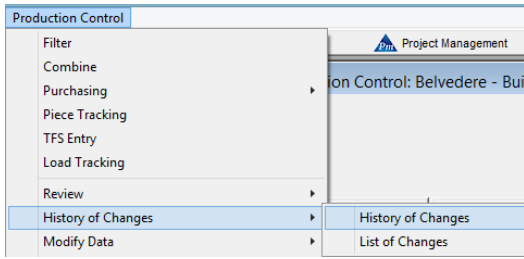 Production Control
Filter
Pm Project Management
Combine
Purchasing
ion Control: Belvedere - Bui
Piece Tracking
TFS Entry
Load Tracking
Review
History of Changes
History of Changes
Modify Data
List of Changes